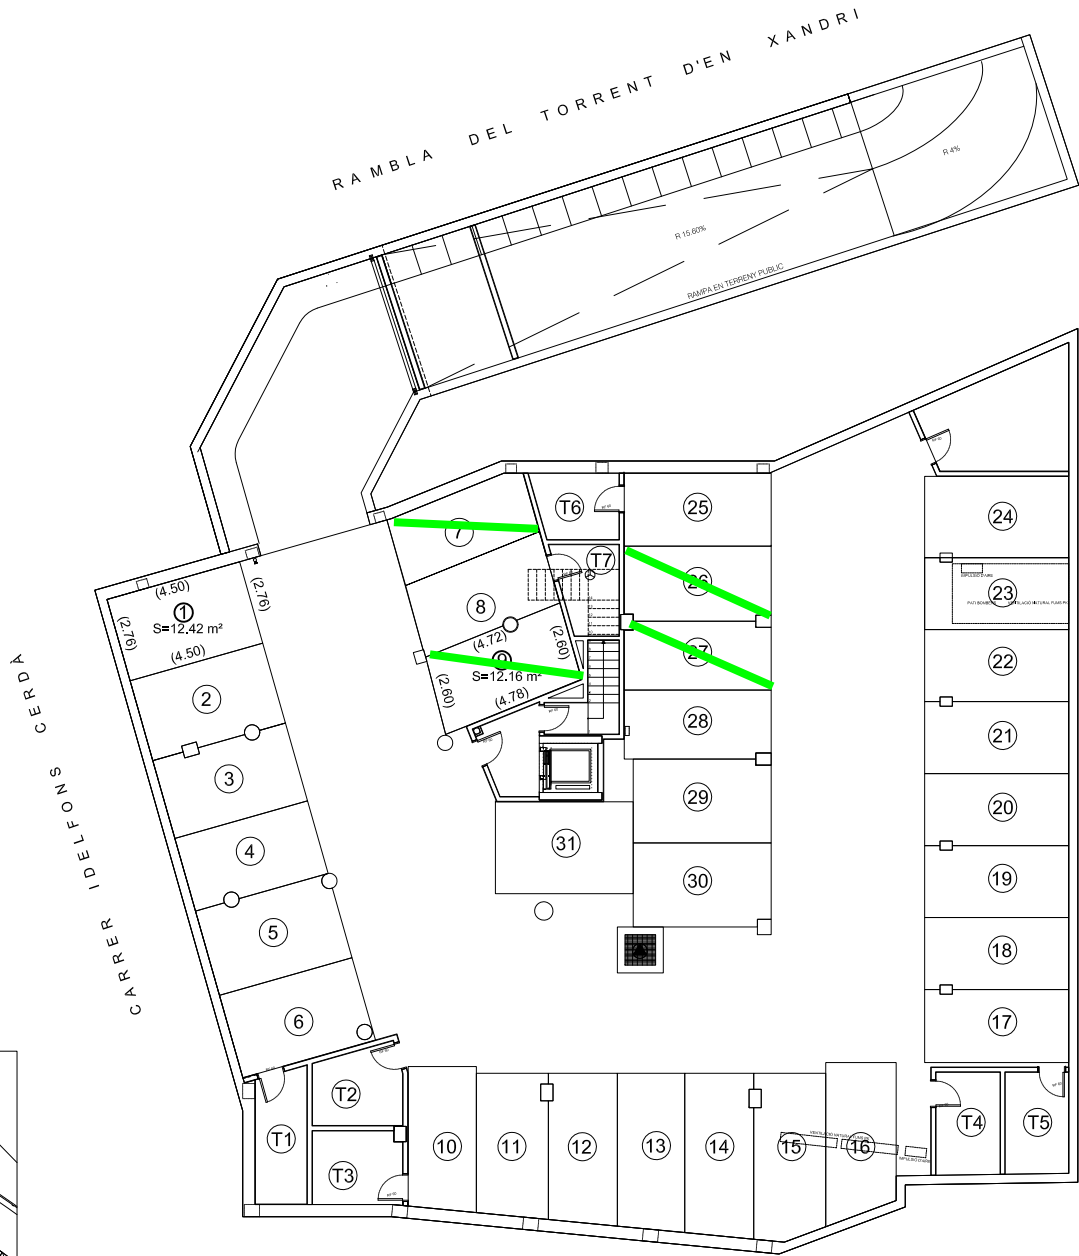 RAMBLA DEL TORRENT D'EN XANDRI
R 4%
R 15.60%
RAMPA EN TERRENY PUBLIC
CARRER IDELFONS CERDÀ
(4.50)
(2.76)
1
(2.76)
S=12.42 m²
(4.50)
2
3
4
5
6
7
8
(4.72)
(2.60)
9
S=12.16 m²
(2.60)
(4.78)
T6
T7
25
26
27
28
29
30
31
24
IMPULSIO D'AIRE
23
22
21
20
19
18
17
T1
T2
T3
10
11
12
13
14
15
16
T4
T5